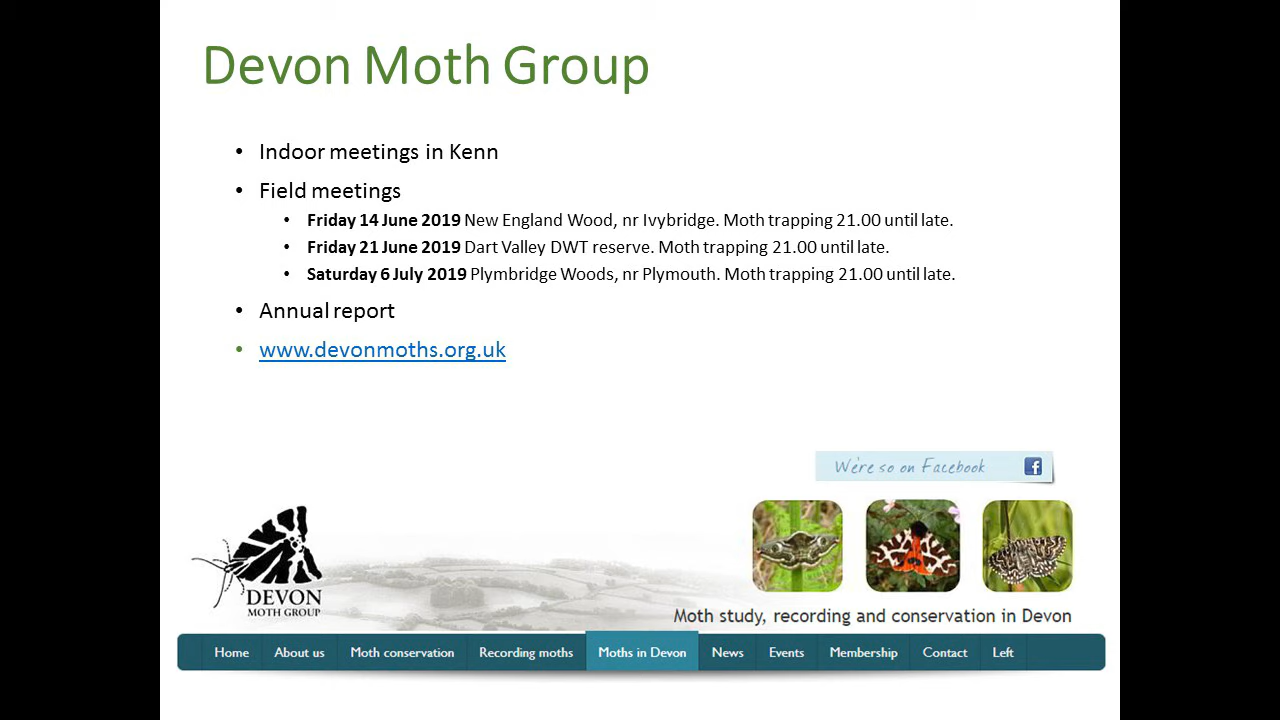 Devon Moth Group
• Indoor meetings in Kenn
• Field meetings
• Friday 14 June 2019 New England Wood, nr Ivybridge. Moth trapping 21.00 until late.
• Friday 21 June 2019 Dart Valley DWT reserve. Moth trapping 21.00 until late.
• Saturday 6 July 2019 Plymbridge Woods, nr Plymouth. Moth trapping 21.00 until late.
• Annual report
• www.devonmoths.org.uk
We're so on Facebook
f
DEVON
MOTH GROUP
Moth study, recording and conservation in Devon
Home About us Moth conservation Recording moths Moths in Devon News Events Membership Contact Left